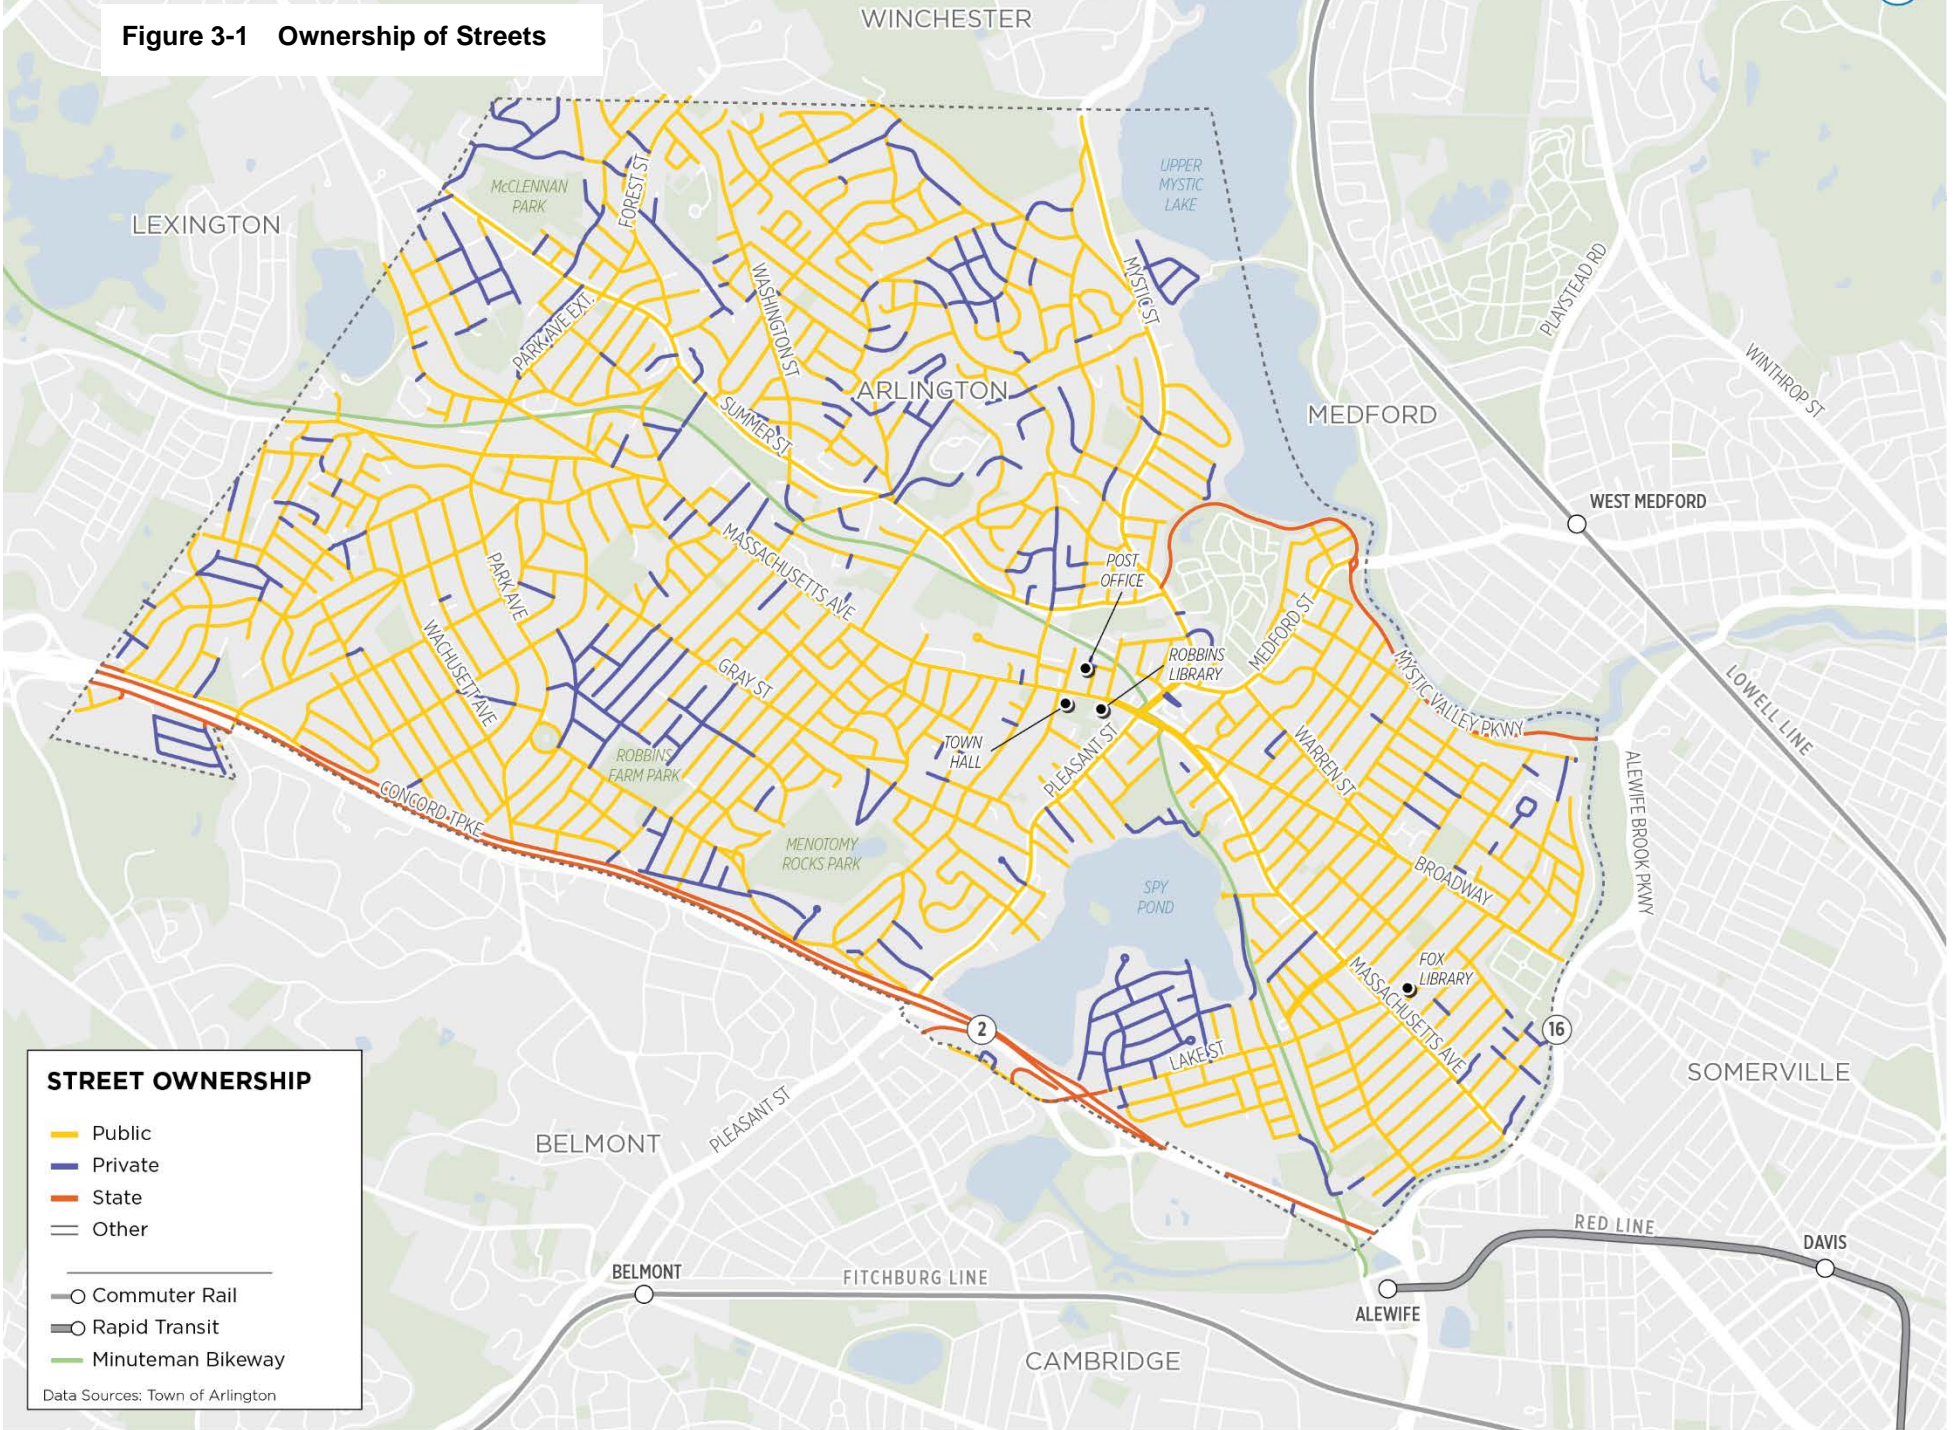 Figure 3-1 Ownership of Streets
WINCHESTER
UPPER
MYSTIC
LAKE
McCLENNAN
PARK
FOREST ST
LEXINGTON
PLAYSTEAD RD
MYSTIC ST
WASHINGTON ST
PARK AVE EXT.
WINTHROP ST
ARLINGTON
MEDFORD
SUMMER ST
WEST MEDFORD
MASSACHUSETTS AVE
POST
OFFICE
PARK AVE
MEDFORD ST
WACHUSETT AVE
ROBBINS
LIBRARY
GRAY ST
MYSTIC VALLEY PKWY
LOWELL LINE
TOWN
HALL
PLEASANT ST
WARREN ST
ROBBINS
FARM PARK
ALEWIFE BROOK PKWY
CONCORD TPKE
MENOTOMY
ROCKS PARK
BROADWAY
SPY
POND
FOX
LIBRARY
MASSACHUSETTS AVE
2
16
LAKE ST
SOMERVILLE
STREET OWNERSHIP
Public
Private
State
Other
Commuter Rail
Rapid Transit
Minuteman Bikeway
Data Sources: Town of Arlington
PLEASANT ST
BELMONT
RED LINE
DAVIS
BELMONT
FITCHBURG LINE
ALEWIFE
CAMBRIDGE